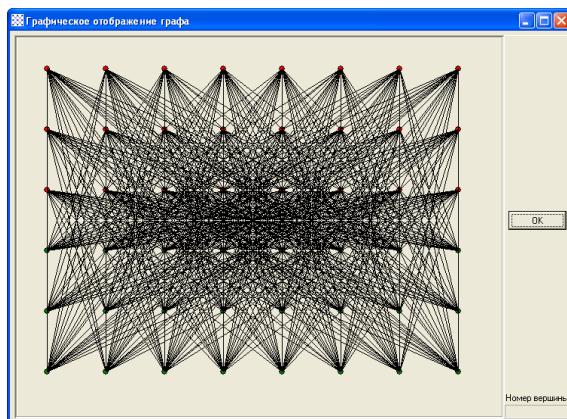 Графическое отображение графа
OK
Номер вершины